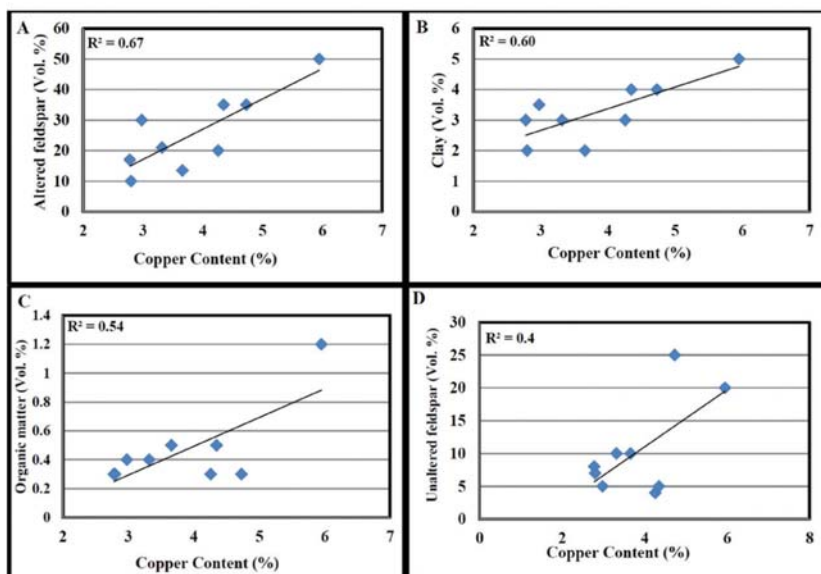 A
R² = 0.67
Altered feldspar (Vol. %)
60
50
40
30
20
10
0
2 3 4 5 6 7
Copper Content (%)
B
R² = 0.60
Clay (Vol. %)
6
5
4
3
2
1
0
2 3 4 5 6 7
Copper Content (%)
C
R² = 0.54
Organic matter (Vol. %)
1.4
1.2
1
0.8
0.6
0.4
0.2
0
2 3 4 5 6 7
Copper Content (%)
D
R² = 0.4
Unaltered feldspar (Vol. %)
30
25
20
15
10
5
0
0 2 4 6 8
Copper Content (%)